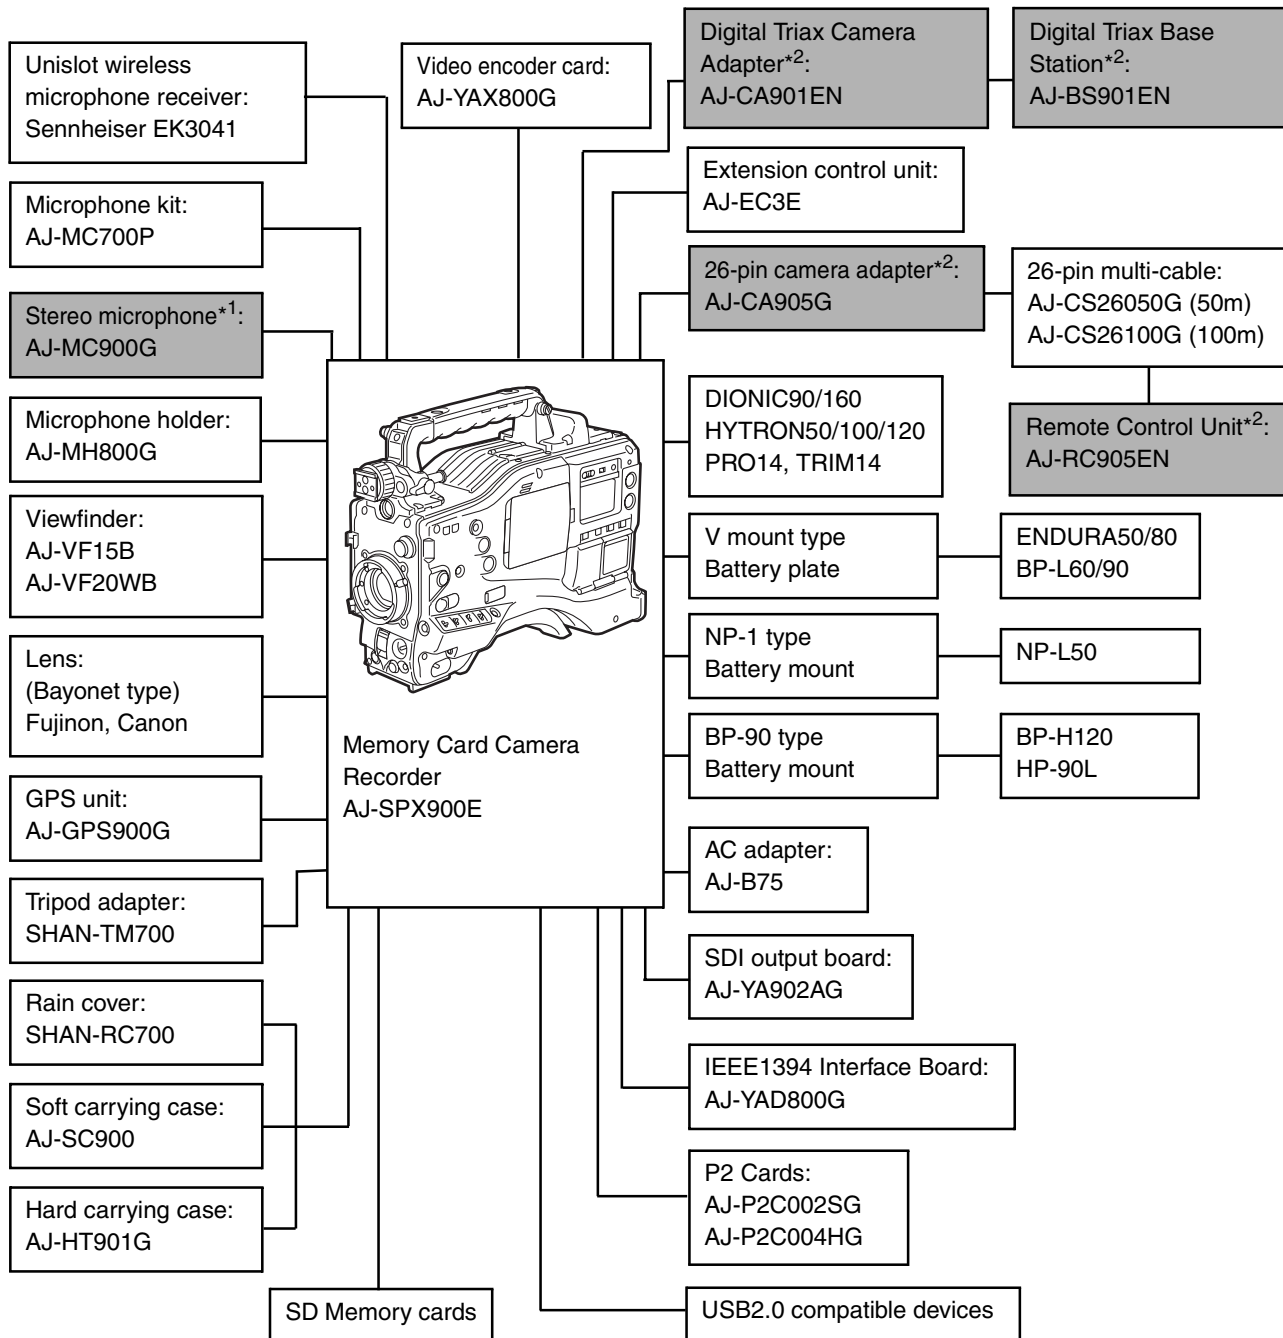 Unislot wireless
microphone receiver:
Sennheiser EK3041
Microphone kit:
AJ-MC700P
Stereo microphone*1:
AJ-MC900G
Microphone holder:
AJ-MH800G
Viewfinder:
AJ-VF15B
AJ-VF20WB
Lens:
(Bayonet type)
Fujinon, Canon
GPS unit:
AJ-GPS900G
Tripod adapter:
SHAN-TM700
Rain cover:
SHAN-RC700
Soft carrying case:
AJ-SC900
Hard carrying case:
AJ-HT901G
SD Memory cards
Video encoder card:
AJ-YAX800G
Memory Card Camera
Recorder
AJ-SPX900E
Digital Triax Camera
Adapter*2:
AJ-CA901EN
Digital Triax Base
Station*2:
AJ-BS901EN
Extension control unit:
AJ-EC3E
26-pin camera adapter*2:
AJ-CA905G
26-pin multi-cable:
AJ-CS26050G (50m)
AJ-CS26100G (100m)
Remote Control Unit*2:
AJ-RC905EN
DIONIC90/160
HYTRON50/100/120
PRO14, TRIM14
V mount type
Battery plate
ENDURA50/80
BP-L60/90
NP-1 type
Battery mount
NP-L50
BP-90 type
Battery mount
BP-H120
HP-90L
AC adapter:
AJ-B75
SDI output board:
AJ-YA902AG
IEEE1394 Interface Board:
AJ-YAD800G
P2 Cards:
AJ-P2C002SG
AJ-P2C004HG
USB2.0 compatible devices